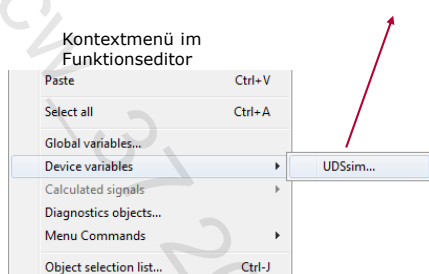 Kontextmenü im
Funktionseditor
Paste Ctrl+V
Select all Ctrl+A
Global variables...
Device variables UDSsim...
Calculated signals
Diagnostics objects...
Menu Commands
Object selection list... Ctrl-J